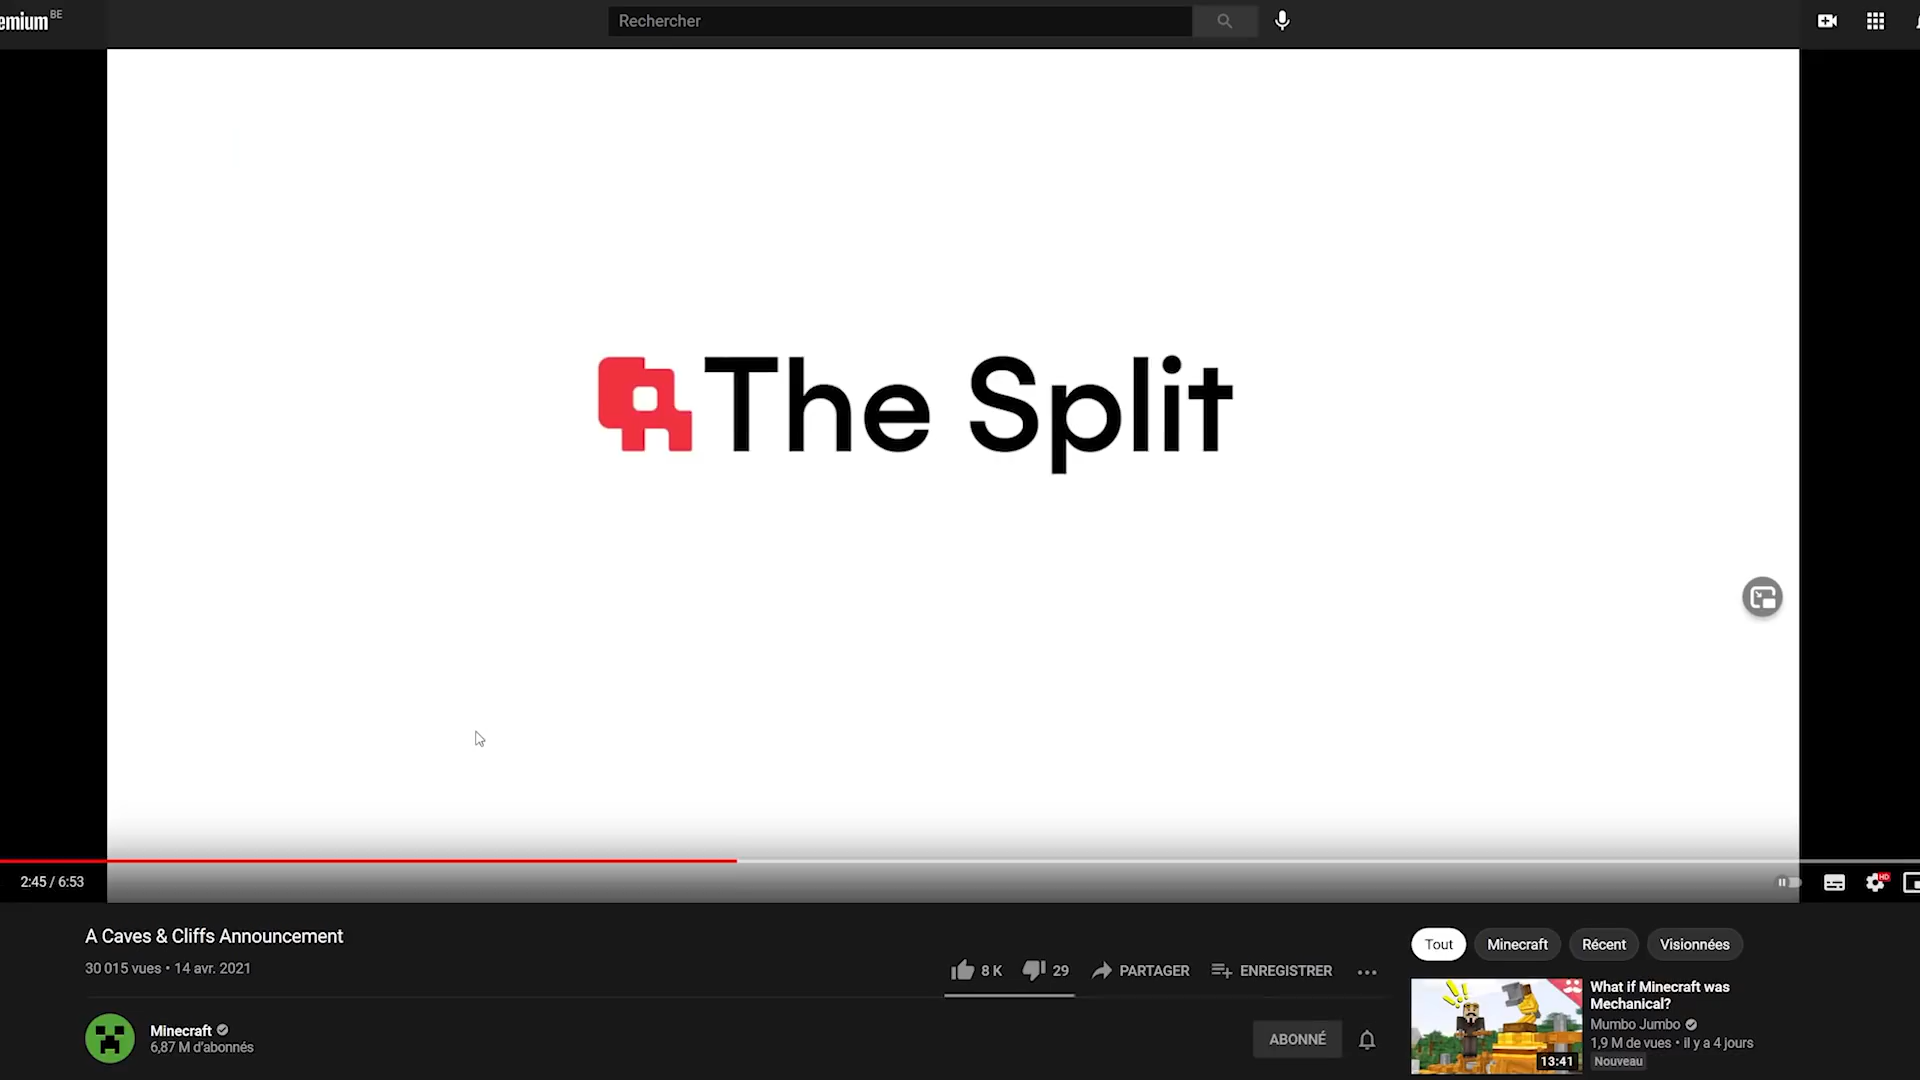 emium BE
Rechercher
The Split
2:45 / 6:53
HD
A Caves & Cliffs Announcement
30 015 vues • 14 avr. 2021
8 K
29
PARTAGER
ENREGISTRER
Minecraft
6,87 M d'abonnés
ABONNÉ
Tout
Minecraft
Récent
Visionnées
13:41
What if Minecraft was
Mechanical?
Mumbo Jumbo
1,9 M de vues • il y a 4 jours
Nouveau